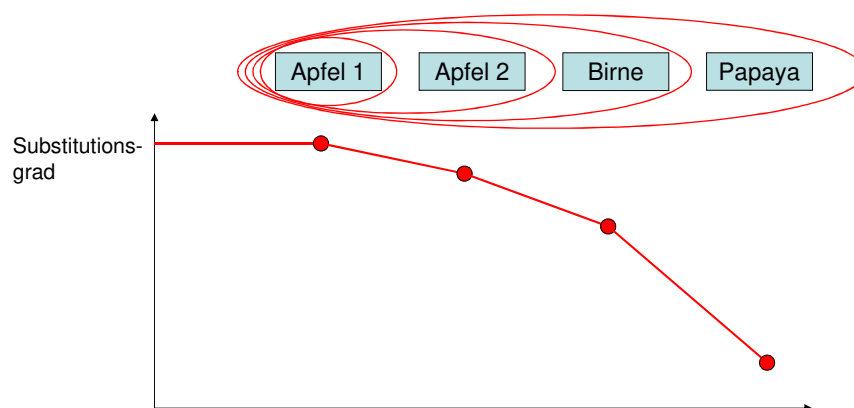 Apfel 1
Apfel 2
Birne
Papaya
Substitutions-
grad